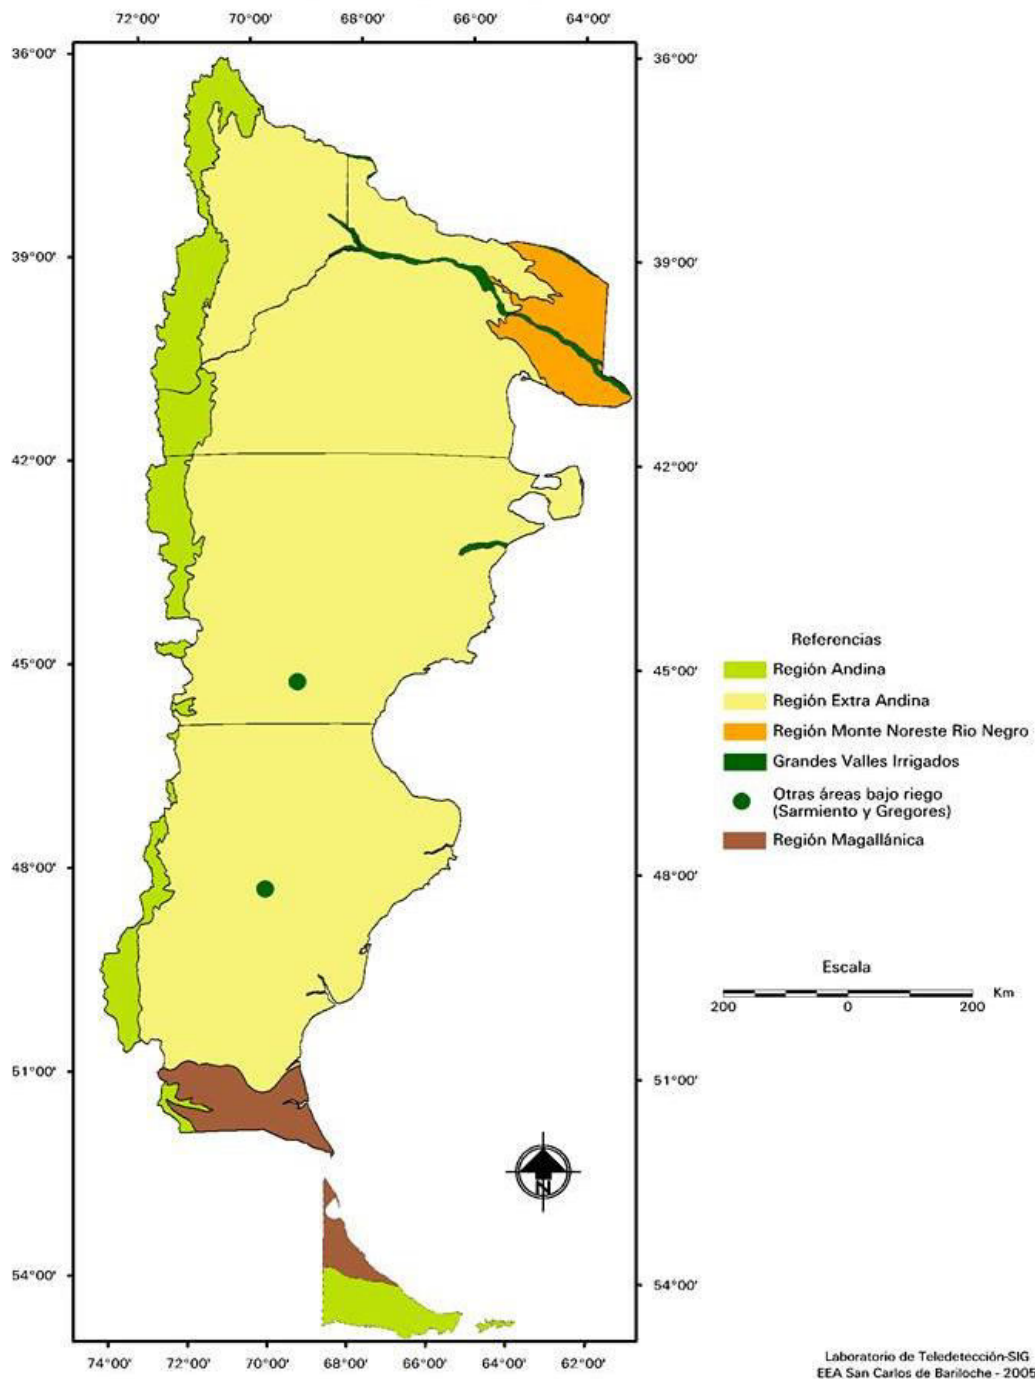 72°00' 70°00' 68°00' 66°00' 64°00'
36°00' 36°00'
39°00' 39°00'
42°00' 42°00'
Referencias
45°00' 45°00'
Región Andina
Región Extra Andina
Región Monte Noreste Rio Negro
Grandes Valles Irrigados
Otras áreas bajo riego
(Sarmiento y Gregores)
Región Magallánica
48°00' 48°00'
Escala
200 0 200 Km
51°00' 51°00'
N
54°00' 54°00'
74°00' 72°00' 70°00' 68°00' 66°00' 64°00' 62°00'
Laboratorio de Teledetección-SIG
EEA San Carlos de Bariloche - 2005